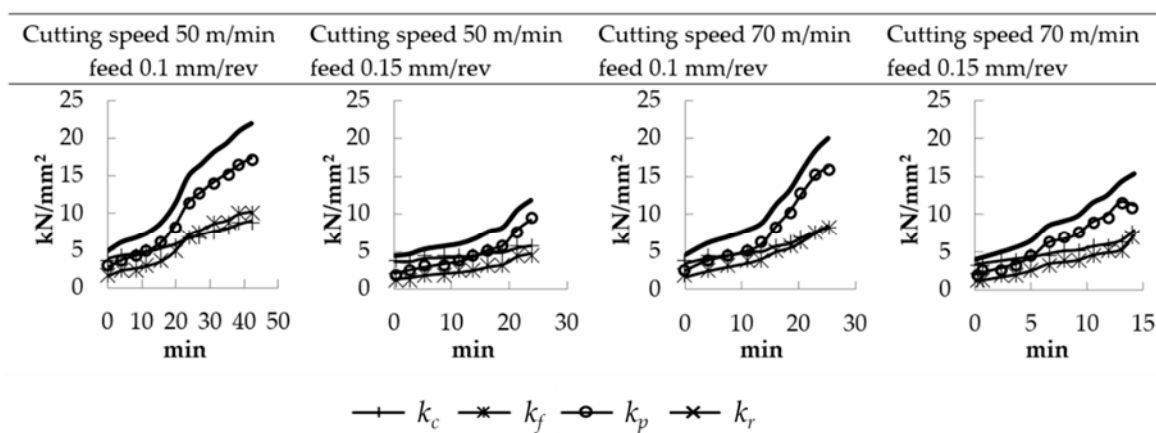 Cutting speed 50 m/min
feed 0.1 mm/rev
Cutting speed 50 m/min
feed 0.15 mm/rev
Cutting speed 70 m/min
feed 0.1 mm/rev
Cutting speed 70 m/min
feed 0.15 mm/rev
kN/mm²
25
20
15
10
5
0
0 10 20 30 40 50
min
kN/mm²
25
20
15
10
5
0
0 10 20 30
min
kN/mm²
25
20
15
10
5
0
0 10 20 30
min
kN/mm²
25
20
15
10
5
0
0 5 10 15
min
k_c k_f k_p k_r